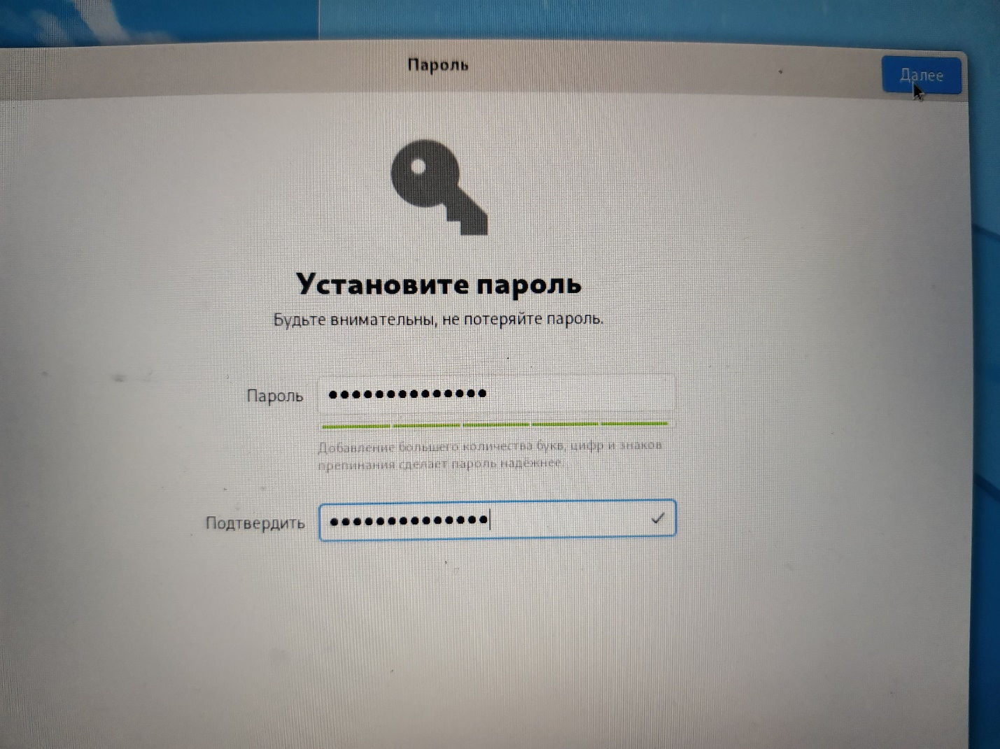 Пароль
Далее
Установите пароль
Будьте внимательны, не потеряйте пароль.
Пароль
Добавление большего количества букв, цифр и знаков
препинания сделает пароль надёжнее.
Подтвердить